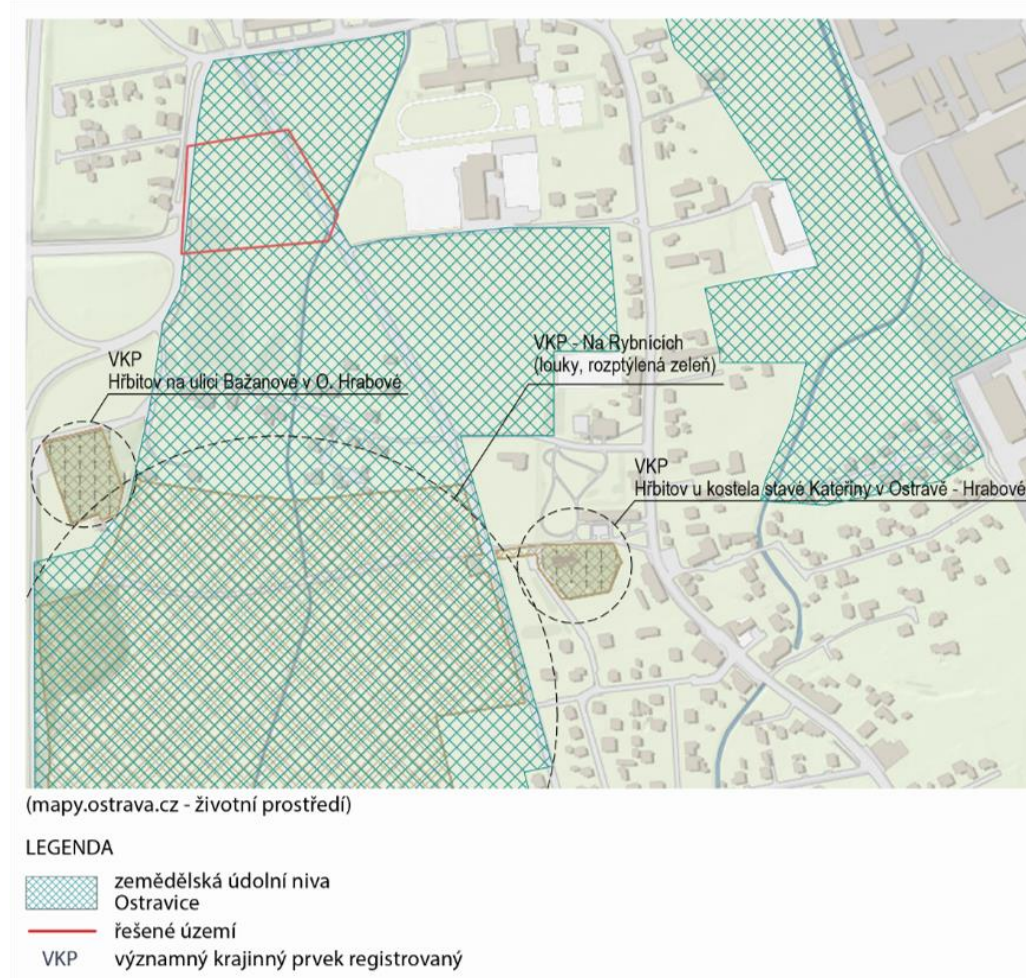 VKP
Hřbitov na ulici Bažanově v O. Hrabové
VKP - Na Rybnících
(louky, rozptýlená zeleň)
VKP
Hřbitov u kostela stavé Kateřiny v Ostravě - Hrabové
(mapy.ostrava.cz - životní prostředí)
LEGENDA
zemědělská údolní niva
Ostravice
řešené území
VKP významný krajinný prvek registrovaný